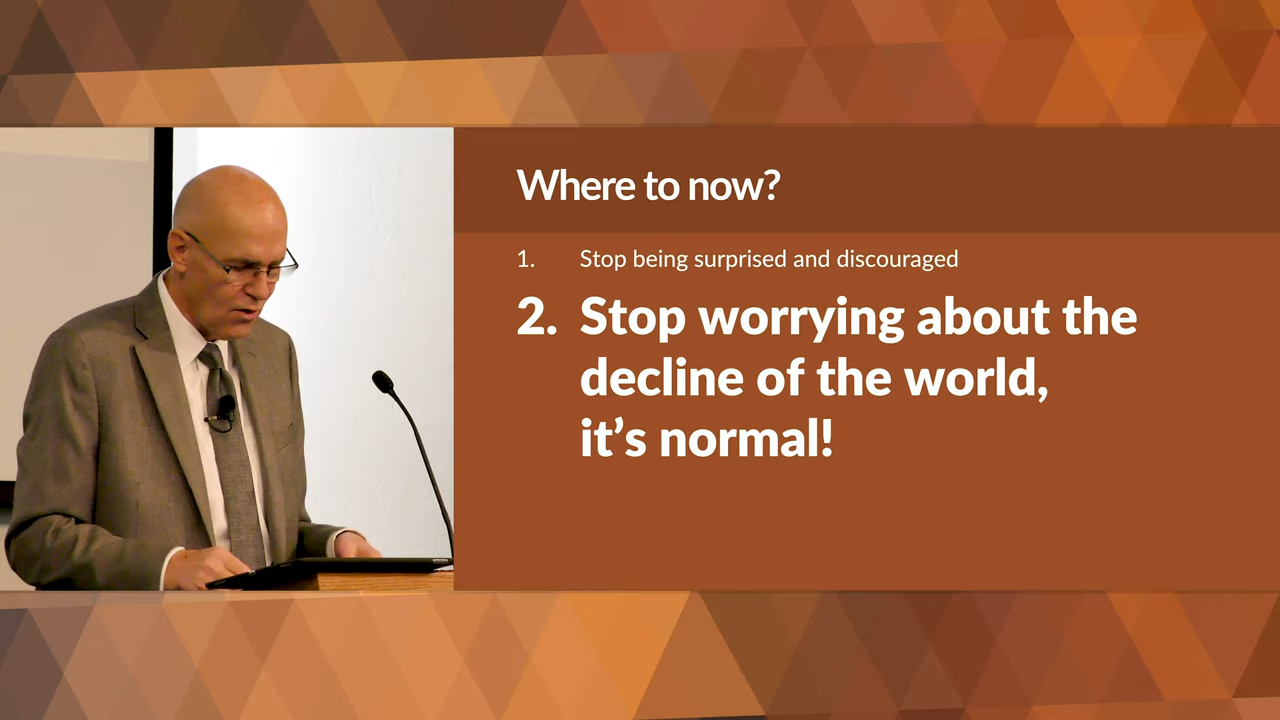 Where to now?
1. Stop being surprised and discouraged
2. Stop worrying about the
decline of the world,
it’s normal!